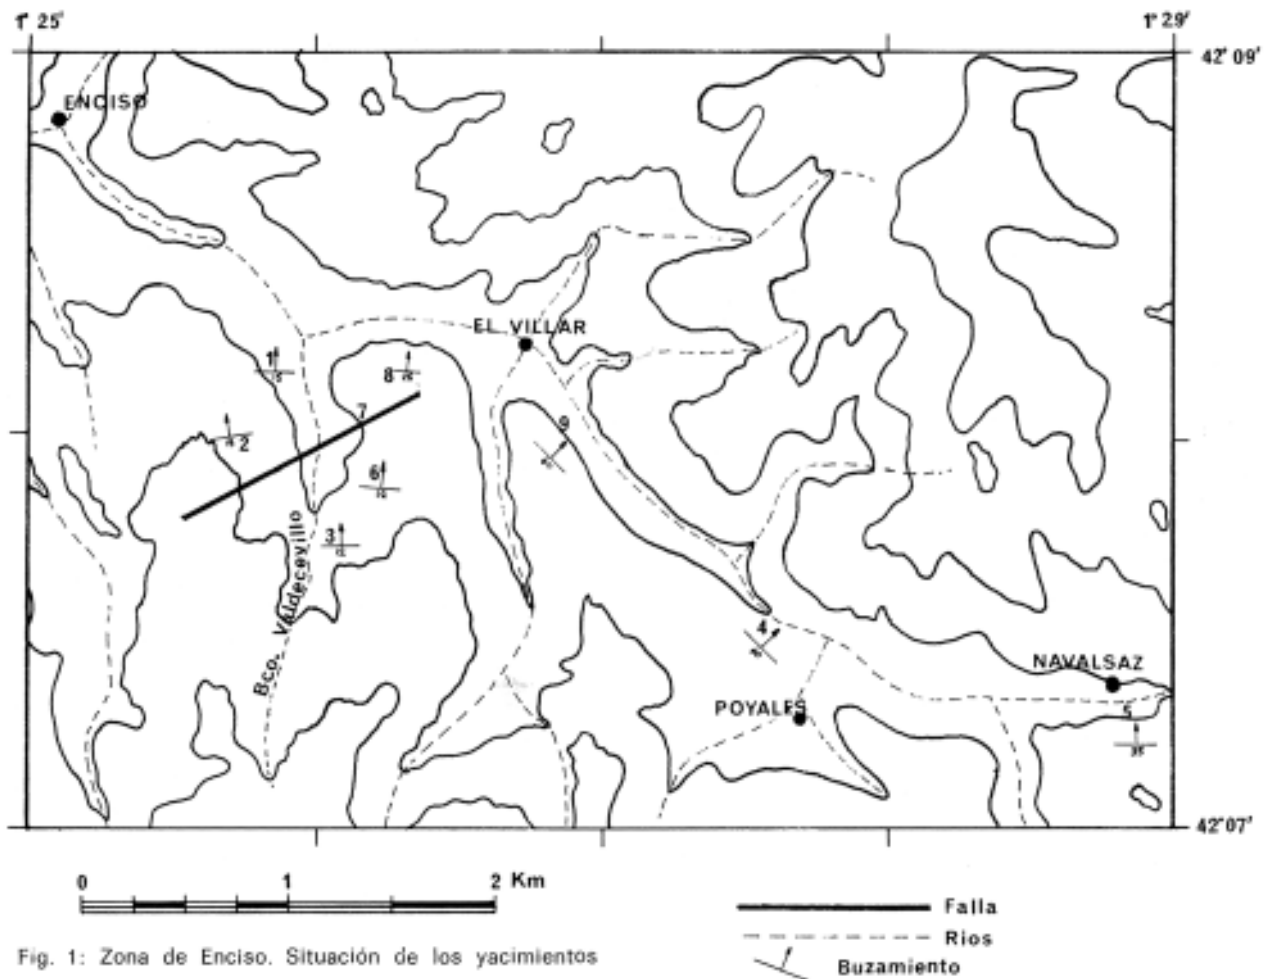 1° 25'
1° 29'
42° 09'
ENCISO
EL VILLAR
1
8
7
2
9
6
3
Bco. Valdecevillo
4
NAVALSAZ
POYALES
5
35
42° 07'
0 1 2 Km
Falla
Rios
Buzamiento
Fig. 1: Zona de Enciso. Situación de los yacimientos